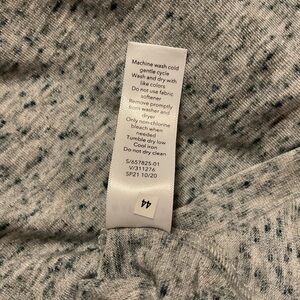 Machine wash cold
gentle cycle
Wash and dry with
like colors
Do not use fabric
softener
Remove promptly
from washer and
dryer
Only non-chlorine
bleach when
needed
Tumble dry low
Cool iron
Do not dry clean
S/657825-01
V/311276
SP21 10/20
44